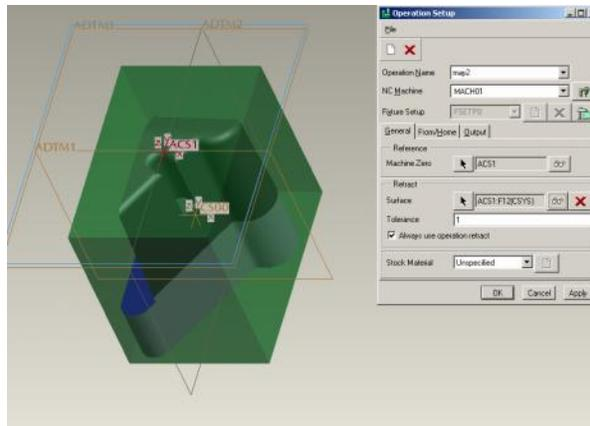 ADTM3
ADTM2
ADTM1
ACS1
CS00
Operation Setup
File
Operation Name
map2
NC Machine
MACH01
Fixture Setup
FSETP0
General
From/Home
Output
Reference
Machine Zero
ACS1
Retract
Surface
ACS1:F12(CSYS)
Tolerance
1
Always use operation retract
Stock Material
Unspecified
OK
Cancel
Apply